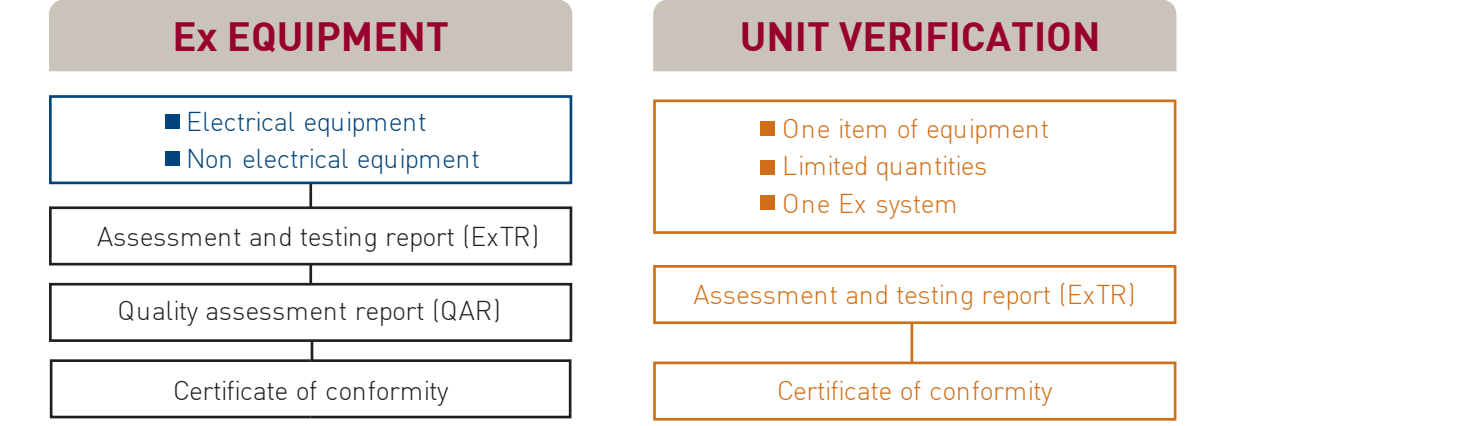 Ex EQUIPMENT
Electrical equipment
Non electrical equipment
Assessment and testing report (ExTR)
Quality assessment report (QAR)
Certificate of conformity
UNIT VERIFICATION
One item of equipment
Limited quantities
One Ex system
Assessment and testing report (ExTR)
Certificate of conformity